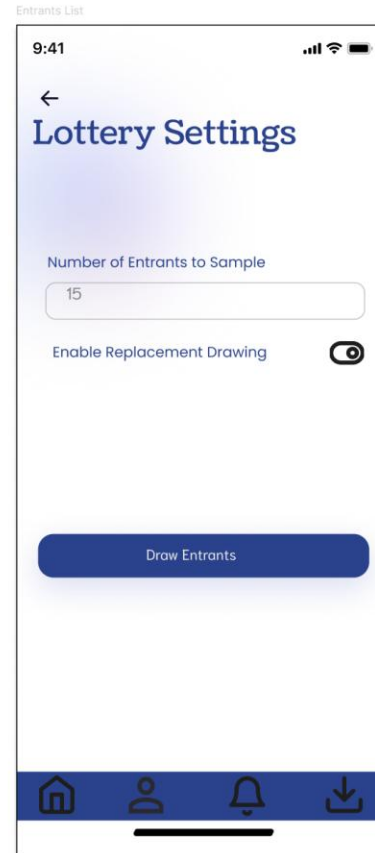 Entrants List
9:41
Lottery Settings
Number of Entrants to Sample
15
Enable Replacement Drawing
Draw Entrants